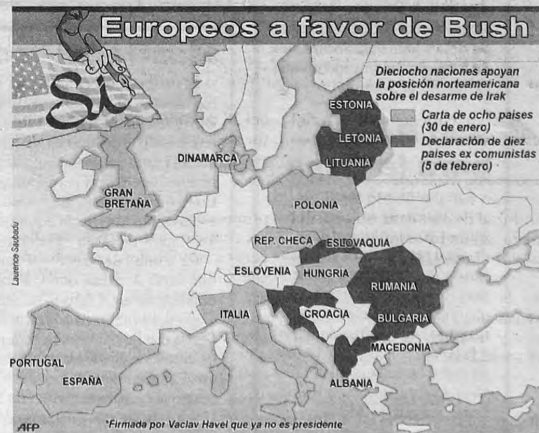 Europeos a favor de Bush
Sí
Dieciocho naciones apoyan
la posición norteamericana
sobre el desarme de Irak
Carta de ocho países
(30 de enero)
Declaración de diez
países ex comunistas
(5 de febrero)
ESTONIA
LETONIA
LITUANIA
DINAMARCA
GRAN
BRETAÑA
POLONIA
REP. CHECA
ESLOVAQUIA
ESLOVENIA
HUNGRIA
RUMANIA
ITALIA
CROACIA
BULGARIA
MACEDONIA
PORTUGAL
ESPAÑA
ALBANIA
Laurence Saubadu
AFP
*Firmada por Vaclav Havel que ya no es presidente